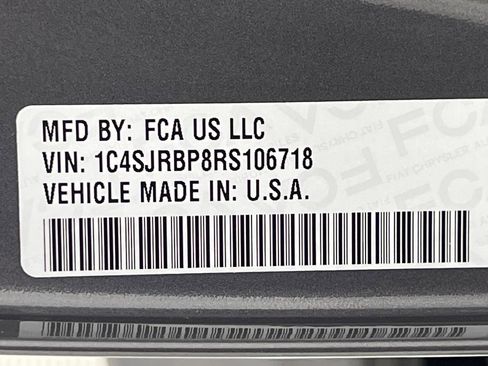 MFD BY: FCA US LLC
VIN: 1C4SJRBP8RS106718
VEHICLE MADE IN: U.S.A.